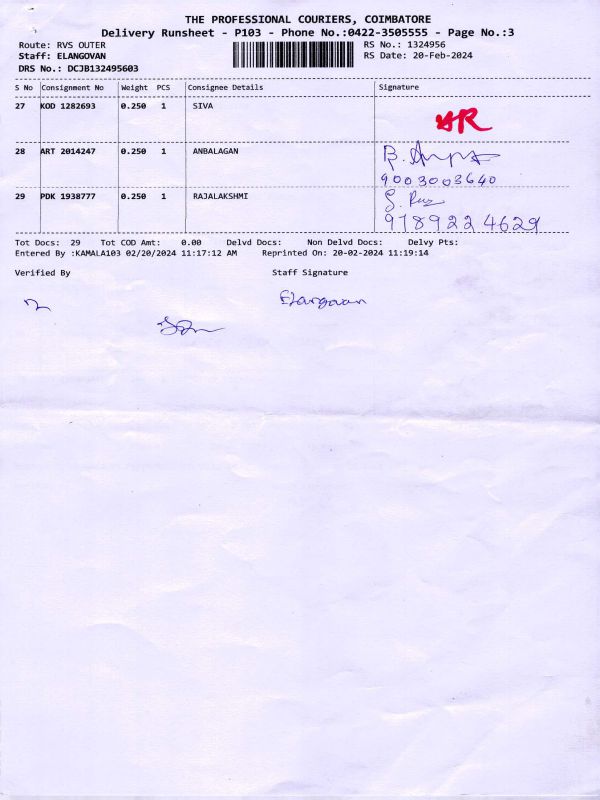 THE PROFESSIONAL COURIERS, COIMBATORE
Delivery Runsheet - P103 - Phone No.:0422-3505555 - Page No.:3
Route: RVS OUTER RS No.: 1324956
Staff: ELANGOVAN RS Date: 20-Feb-2024
DRS No.: DCJB132495603
S No Consignment No Weight PCS Consignee Details Signature
27 KOD 1282693 0.250 1 SIVA
28 ART 2014247 0.250 1 ANBALAGAN
9003003640
29 PDK 1938777 0.250 1 RAJALAKSHMI
9789224629
Tot Docs: 29 Tot COD Amt: 0.00 Delvd Docs: Non Delvd Docs: Delvy Pts:
Entered By :KAMALA103 02/20/2024 11:17:12 AM Reprinted On: 20-02-2024 11:19:14
Verified By Staff Signature
Elangovan